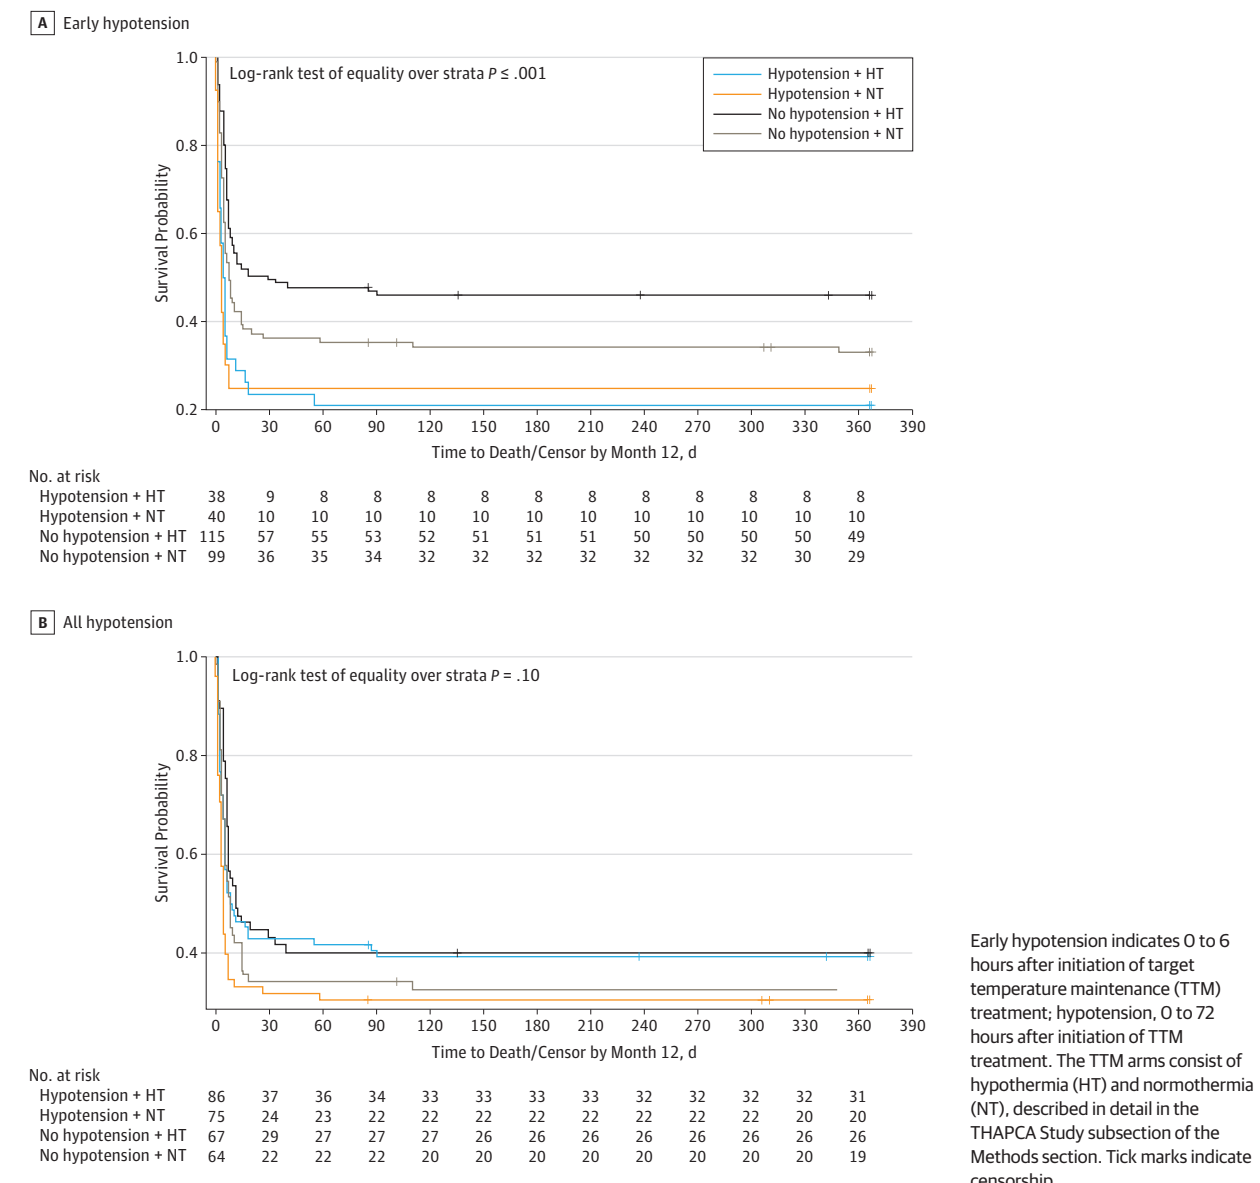 A Early hypotension
1.0
0.8
0.6
0.4
0.2
Survival Probability
Log-rank test of equality over strata P ≤ .001
Hypotension + HT
Hypotension + NT
No hypotension + HT
No hypotension + NT
0 30 60 90 120 150 180 210 240 270 300 330 360 390
Time to Death/Censor by Month 12, d
No. at risk
Hypotension + HT 38 9 8 8 8 8 8 8 8 8 8 8 8
Hypotension + NT 40 10 10 10 10 10 10 10 10 10 10 10 10
No hypotension + HT 115 57 55 53 52 51 51 51 50 50 50 50 49
No hypotension + NT 99 36 35 34 32 32 32 32 32 32 32 30 29
B All hypotension
1.0
0.8
0.6
0.4
Survival Probability
Log-rank test of equality over strata P = .10
0 30 60 90 120 150 180 210 240 270 300 330 360 390
Time to Death/Censor by Month 12, d
No. at risk
Hypotension + HT 86 37 36 34 33 33 33 33 32 32 32 32 31
Hypotension + NT 75 24 23 22 22 22 22 22 22 22 22 20 20
No hypotension + HT 67 29 27 27 27 26 26 26 26 26 26 26 26
No hypotension + NT 64 22 22 22 20 20 20 20 20 20 20 20 19
Early hypotension indicates 0 to 6
hours after initiation of target
temperature maintenance (TTM)
treatment; hypotension, 0 to 72
hours after initiation of TTM
treatment. The TTM arms consist of
hypothermia (HT) and normothermia
(NT), described in detail in the
THAPCA Study subsection of the
Methods section. Tick marks indicate
censorship.